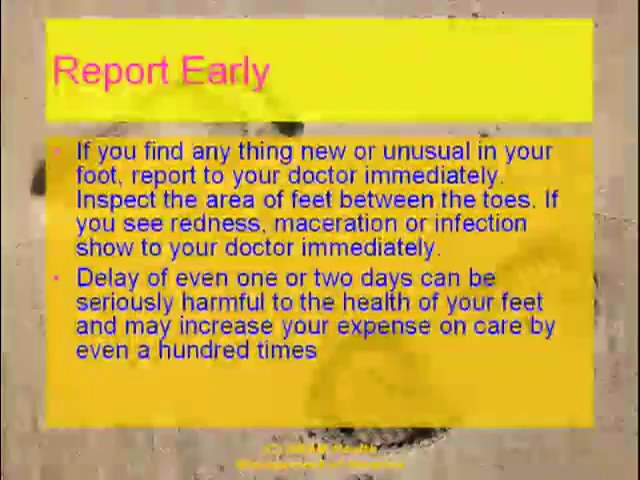 Report Early
If you find any thing new or unusual in your
foot, report to your doctor immediately.
Inspect the area of feet between the toes. If
you see redness, maceration or infection
show to your doctor immediately.
Delay of even one or two days can be
seriously harmful to the health of your feet
and may increase your expense on care by
even a hundred times